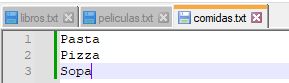 libros.txt peliculas.txt comidas.txt
1 Pasta
2 Pizza
3 Sopa